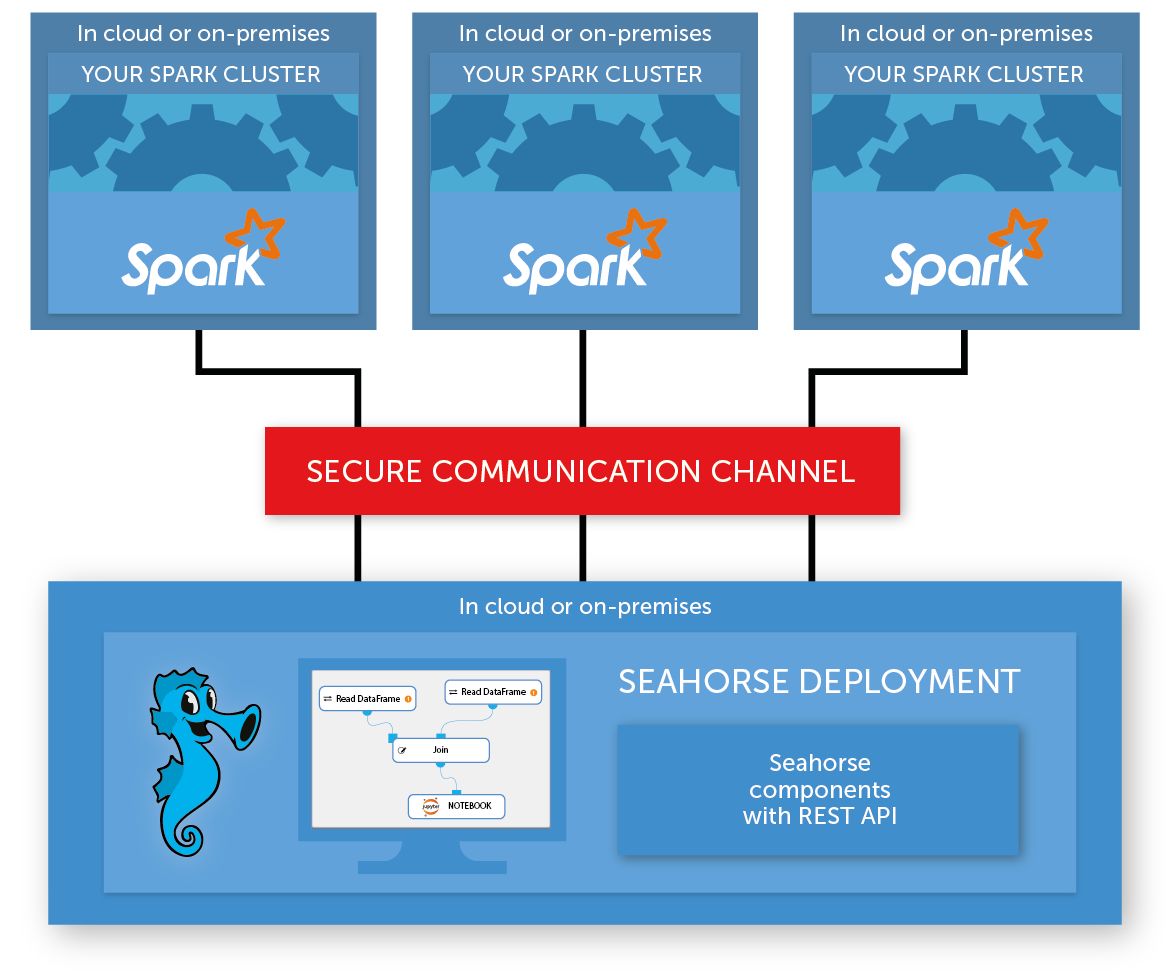 In cloud or on-premises
YOUR SPARK CLUSTER
Spark
In cloud or on-premises
YOUR SPARK CLUSTER
Spark
In cloud or on-premises
YOUR SPARK CLUSTER
Spark
SECURE COMMUNICATION CHANNEL
In cloud or on-premises
Read DataFrame
Read DataFrame
Join
jupyter NOTEBOOK
SEAHORSE DEPLOYMENT
Seahorse
components
with REST API